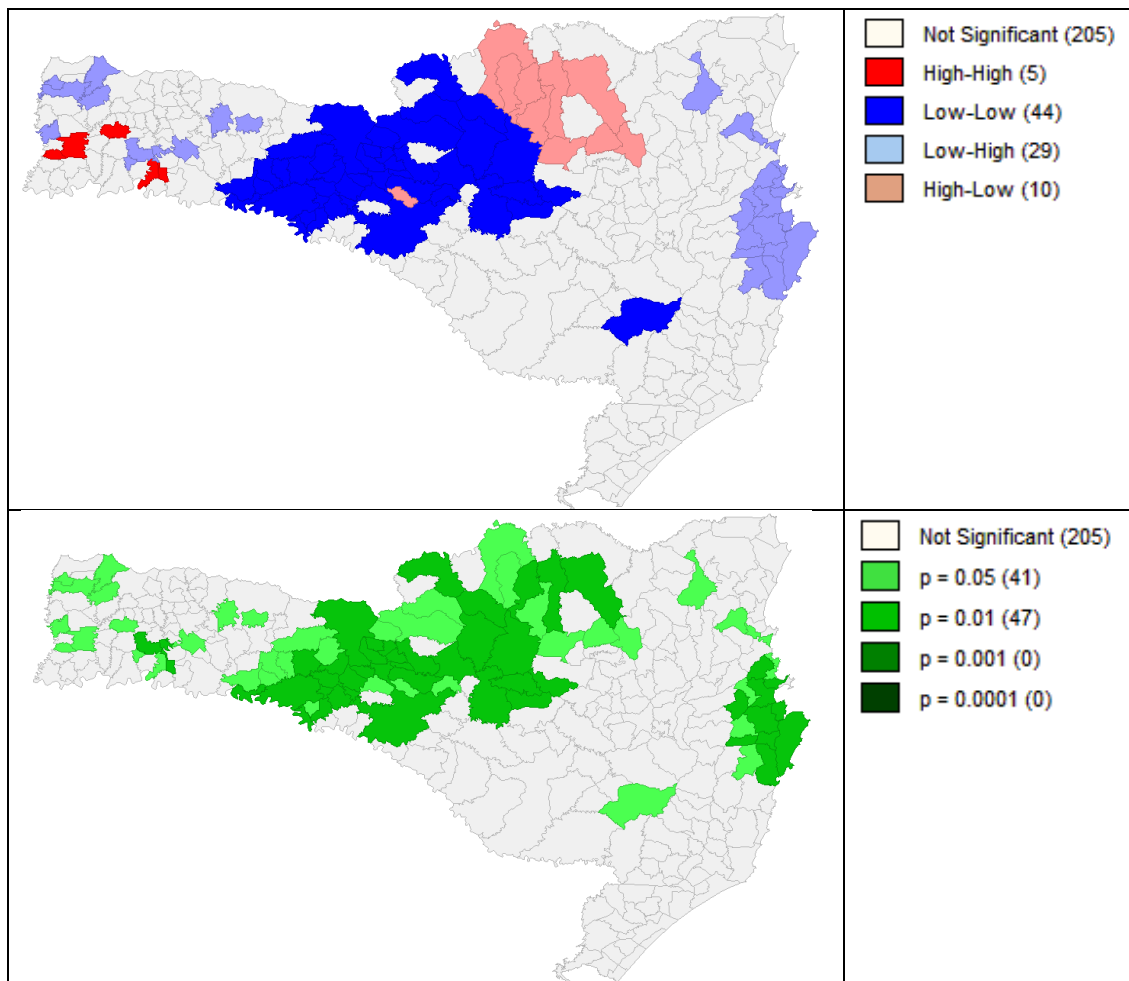 Not Significant (205)
High-High (5)
Low-Low (44)
Low-High (29)
High-Low (10)
Not Significant (205)
p = 0.05 (41)
p = 0.01 (47)
p = 0.001 (0)
p = 0.0001 (0)